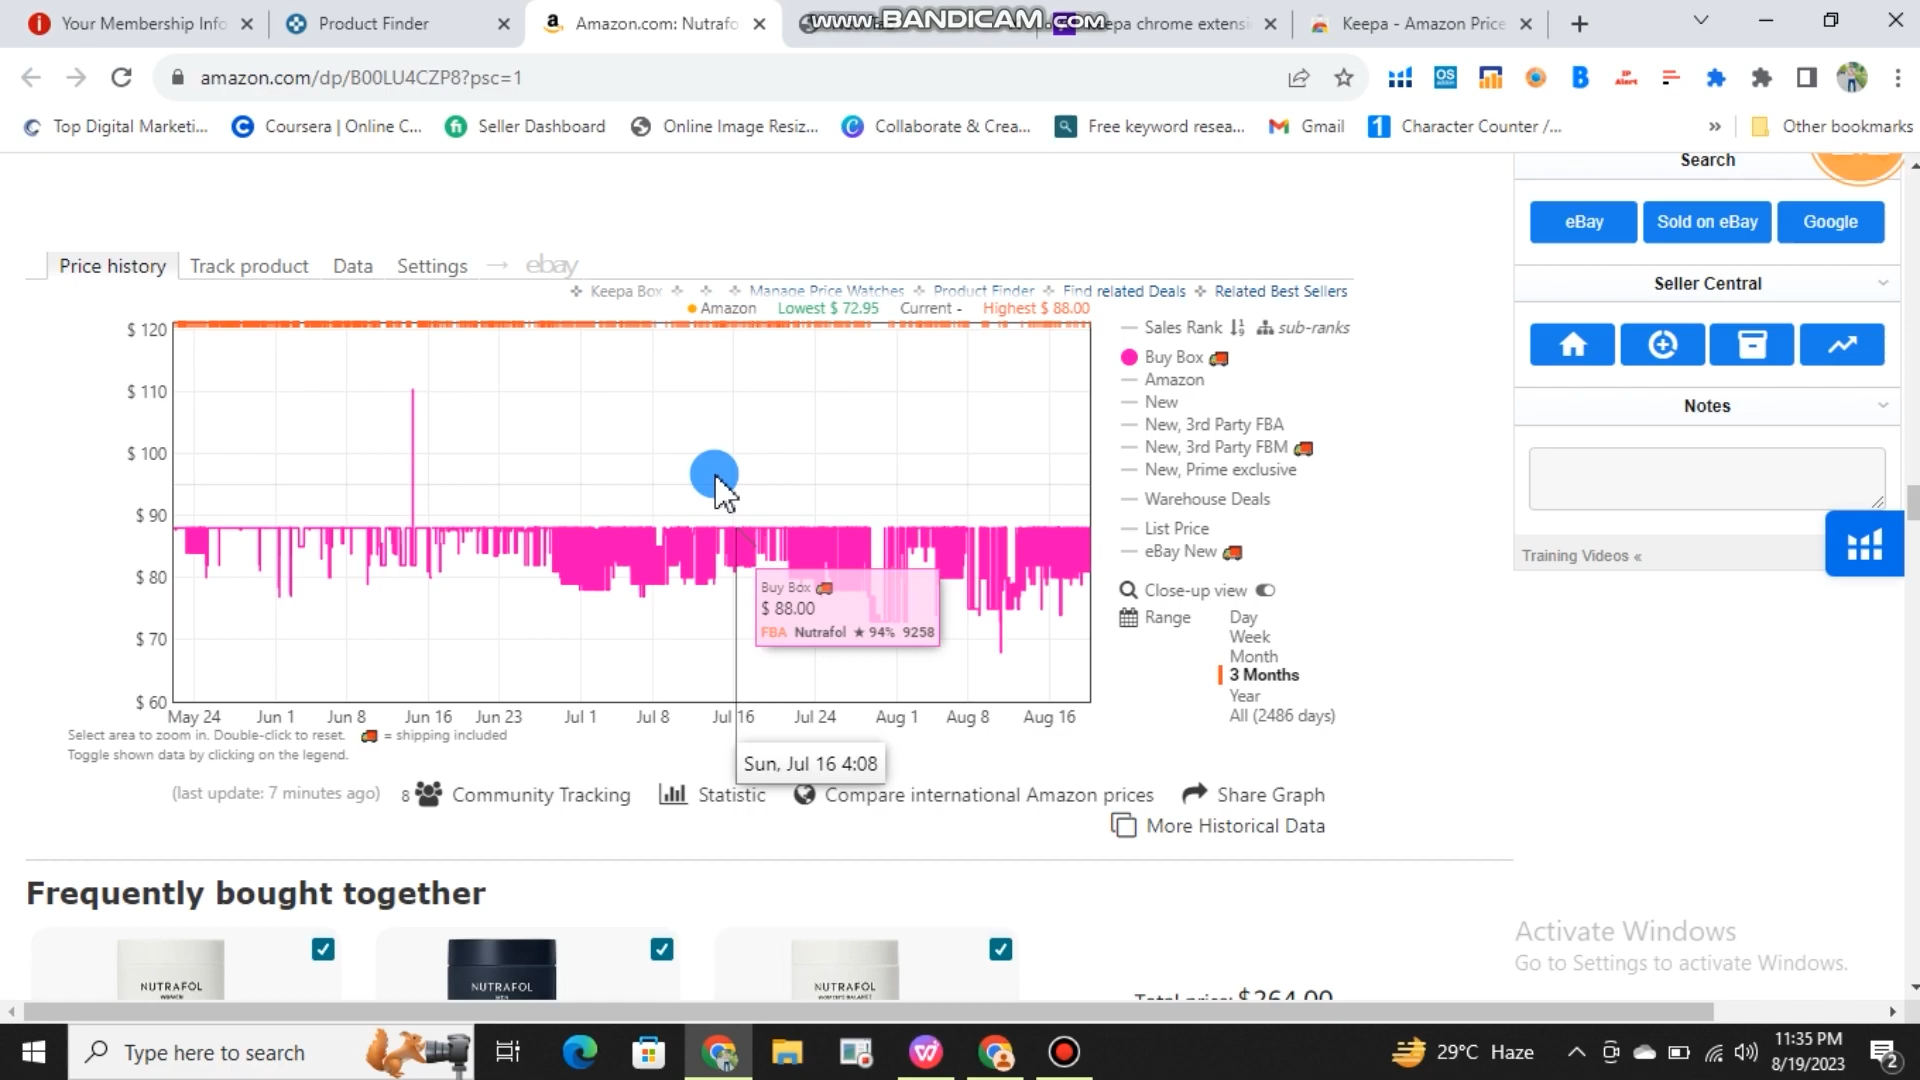 Your Membership Info
Product Finder
Amazon.com: Nutrafo
www.BANDICAM.com
epa chrome extensi
Keepa - Amazon Price
amazon.com/dp/B00LU4CZP8?psc=1
Top Digital Marketi...
Coursera | Online C...
Seller Dashboard
Online Image Resiz...
Collaborate & Crea...
Free keyword resea...
Gmail
Character Counter /...
»
Other bookmarks
Search
eBay
Sold on eBay
Google
Seller Central
Notes
Training Videos «
Price history
Track product
Data
Settings
ebay
Keepa Box
Manage Price Watches
Product Finder
Find related Deals
Related Best Sellers
Amazon Lowest $ 72.95 Current - Highest $ 88.00
$ 120
$ 110
$ 100
$ 90
$ 80
$ 70
$ 60
May 24
Jun 1
Jun 8
Jun 16
Jun 23
Jul 1
Jul 8
Jul 16
Jul 24
Aug 1
Aug 8
Aug 16
Buy Box
$ 88.00
FBA Nutrafol ★ 94% 9258
Sun, Jul 16 4:08
Sales Rank sub-ranks
Buy Box
Amazon
New
New, 3rd Party FBA
New, 3rd Party FBM
New, Prime exclusive
Warehouse Deals
List Price
eBay New
Close-up view
Range
Day
Week
Month
3 Months
Year
All (2486 days)
Select area to zoom in. Double-click to reset. = shipping included
Toggle shown data by clicking on the legend.
(last update: 7 minutes ago)
8 Community Tracking
Statistic
Compare international Amazon prices
Share Graph
More Historical Data
Frequently bought together
NUTRAFOL
WOMEN
NUTRAFOL
MEN
NUTRAFOL
WOMEN'S BALANCE
Total price: $264.00
Activate Windows
Go to Settings to activate Windows.
Type here to search
29°C Haze
11:35 PM
8/19/2023
2